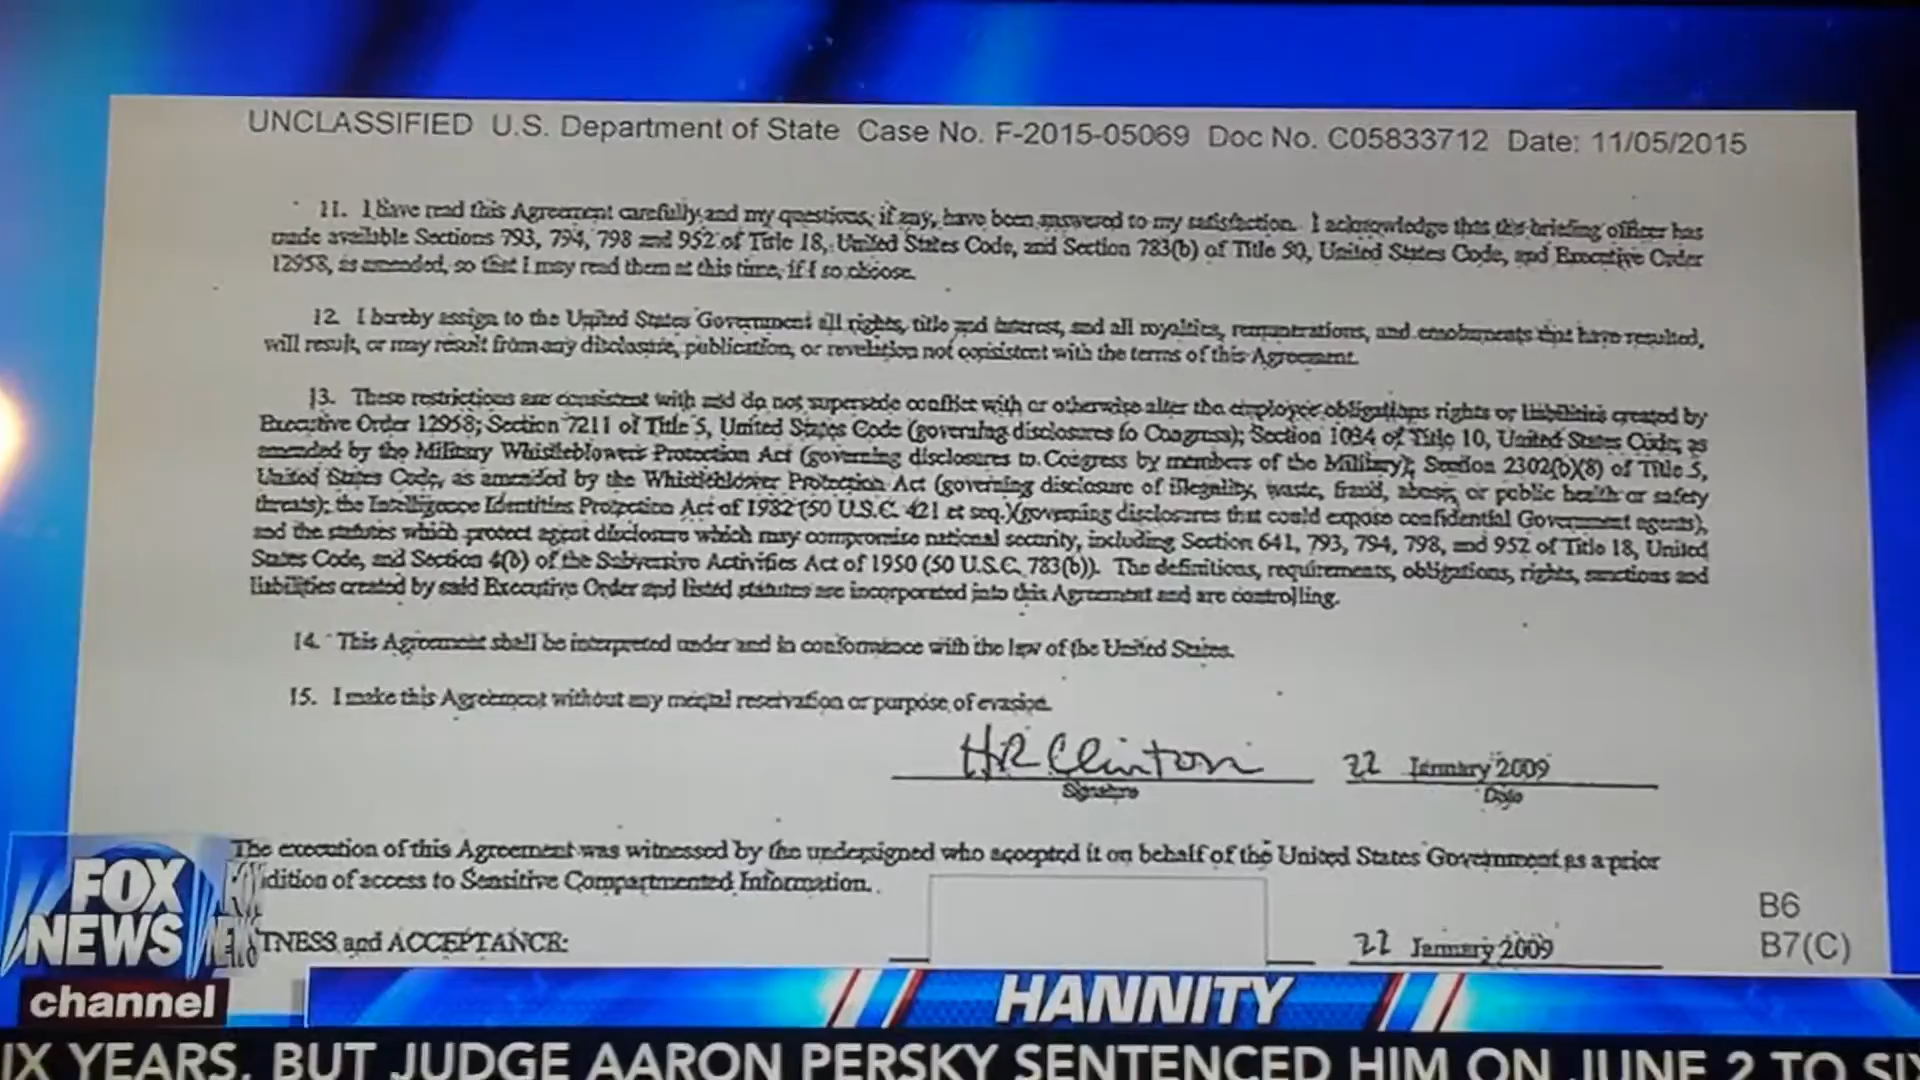 UNCLASSIFIED U.S. Department of State Case No. F-2015-05069 Doc No. C05833712 Date: 11/05/2015
11. I have read this Agreement carefully and my questions, if any, have been answered to my satisfaction. I acknowledge that the briefing officer has
made available Sections 793, 794, 798 and 952 of Title 18, United States Code, and Section 783(b) of Title 50, United States Code, and Executive Order
12958, as amended, so that I may read them at this time, if I so choose.
12. I hereby assign to the United States Government all rights, title and interest, and all royalties, remunerations, and emoluments that have resulted,
will result, or may result from any disclosure, publication, or revelation not consistent with the terms of this Agreement.
13. These restrictions are consistent with and do not supersede conflict with or otherwise alter the employee obligations rights or liabilities created by
Executive Order 12958; Section 7211 of Title 5, United States Code (governing disclosures to Congress); Section 1034 of Title 10, United States Code, as
amended by the Military Whistleblowers Protection Act (governing disclosures to Congress by members of the Military); Section 2302(b)(8) of Title 5,
United States Code, as amended by the Whistleblower Protection Act (governing disclosure of illegality, waste, fraud, abuse, or public health or safety
threats); the Intelligence Identities Protection Act of 1982 (50 U.S.C. 421 et seq.)(governing disclosures that could expose confidential Government agents),
and the statutes which protect agent disclosure which may compromise national security, including Section 641, 793, 794, 798, and 952 of Title 18, United
States Code, and Section 4(b) of the Subversive Activities Act of 1950 (50 U.S.C. 783(b)). The definitions, requirements, obligations, rights, sanctions and
liabilities created by said Executive Order and listed statutes are incorporated into this Agreement and are controlling.
14. This Agreement shall be interpreted under and in conformance with the law of the United States.
15. I make this Agreement without any mental reservation or purpose of evasion.
HR Clinton 22 January 2009
Signature Date
The execution of this Agreement was witnessed by the undersigned who accepted it on behalf of the United States Government as a prior
dition of access to Sensitive Compartmented Information.
B6
TNESS and ACCEPTANCE: 22 January 2009 B7(C)
FOX
NEWS
channel
HANNITY
IX YEARS, BUT JUDGE AARON PERSKY SENTENCED HIM ON JUNE 2 TO SIX